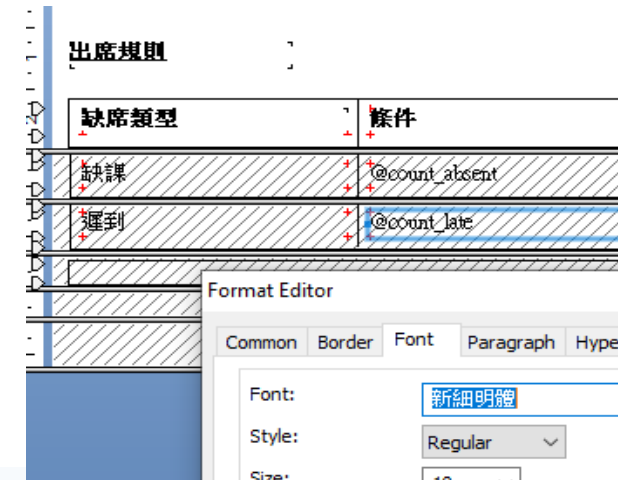 出席規則
缺席類型 條件
缺課 @count_absent
遲到 @count_late
Format Editor
Common Border Font Paragraph
Font: 新細明體
Style: Regular
Size: